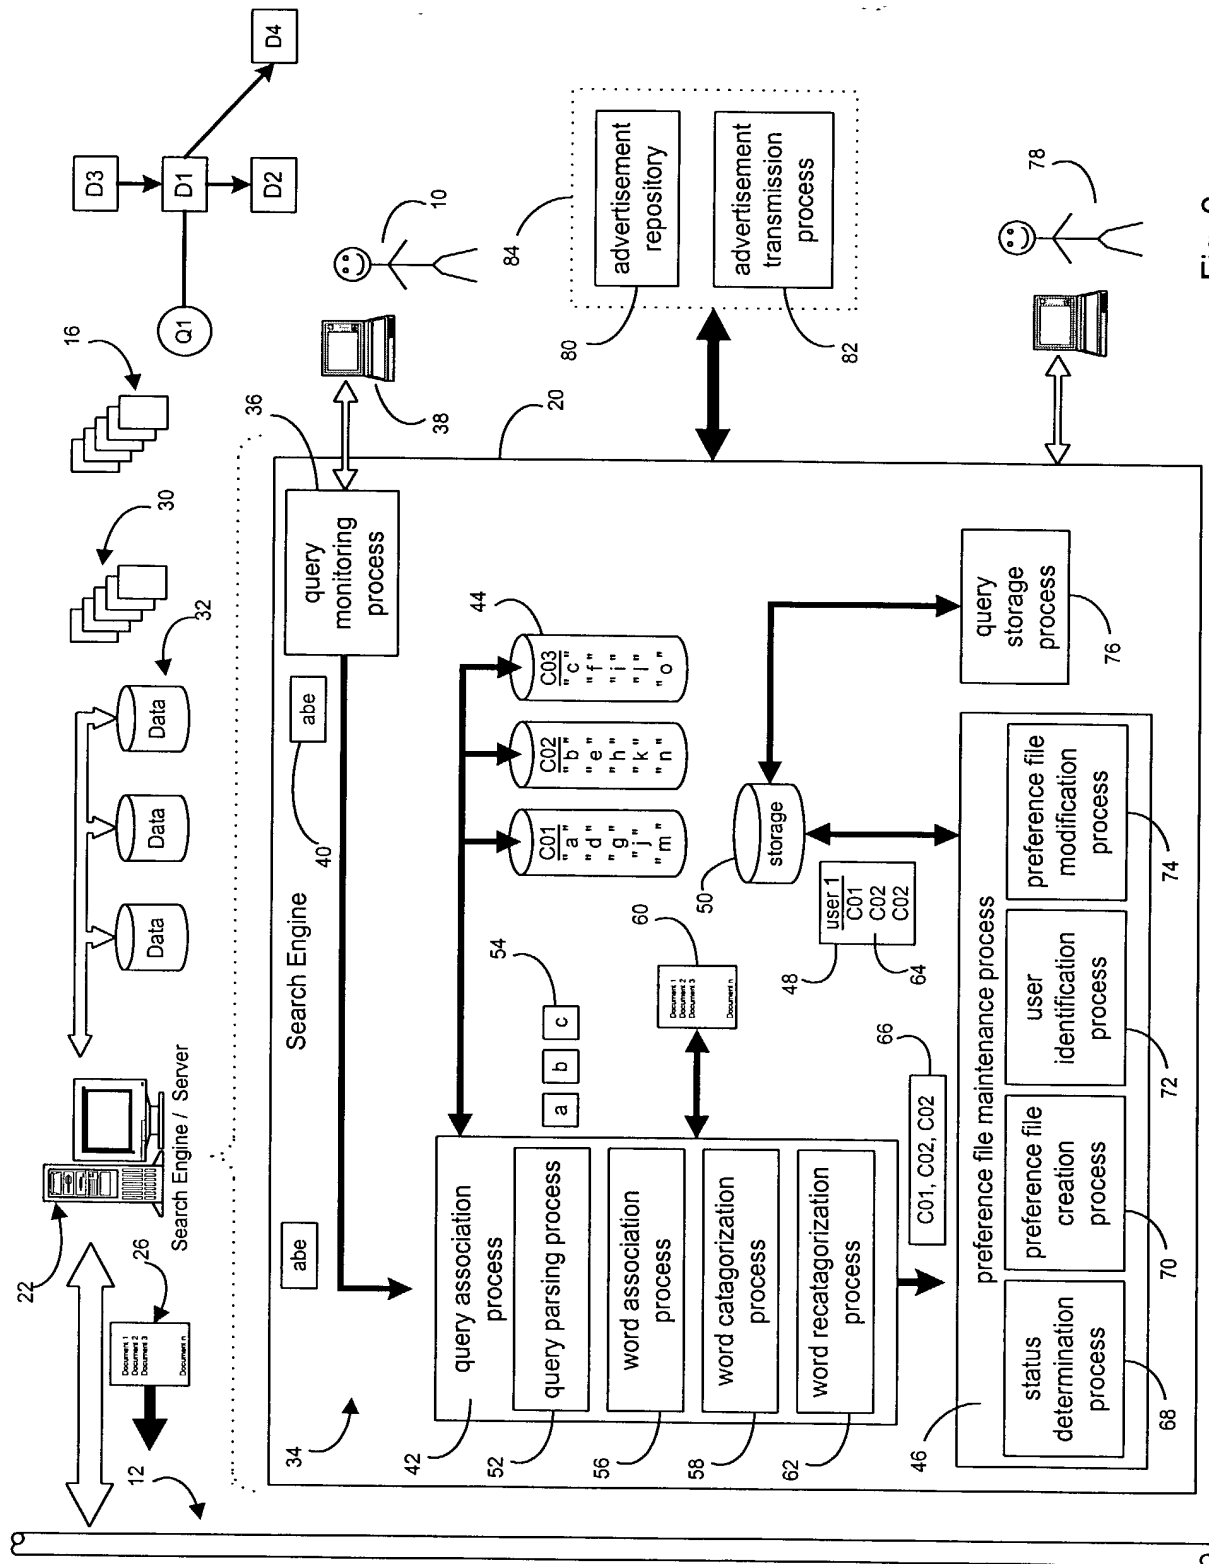 22
12
26
Document 1
Document 2
Document 3
Document n
Search Engine / Server
Data
Data
Data
32
30
16
Q1
D3
D1
D2
D4
34
abe
Search Engine
40
abe
36
query
monitoring
process
38
10
20
84
advertisement
repository
80
advertisement
transmission
process
82
78
42
query association
process
52
query parsing process
56
word association
process
58
word catagorization
process
62
word recatagorization
process
a
b
c
54
C01
"a"
"d"
"g"
"j"
"m"
C02
"b"
"e"
"h"
"k"
"n"
C03
"c"
"f"
"i"
"l"
"o"
44
60
Document 1
Document 2
Document 3
Document n
50
storage
48
user 1
C01
C02
C02
64
66
C01, C02, C02
46
preference file maintenance process
status
determination
process
68
preference file
creation
process
70
user
identification
process
72
preference file
modification
process
74
query
storage
process
76